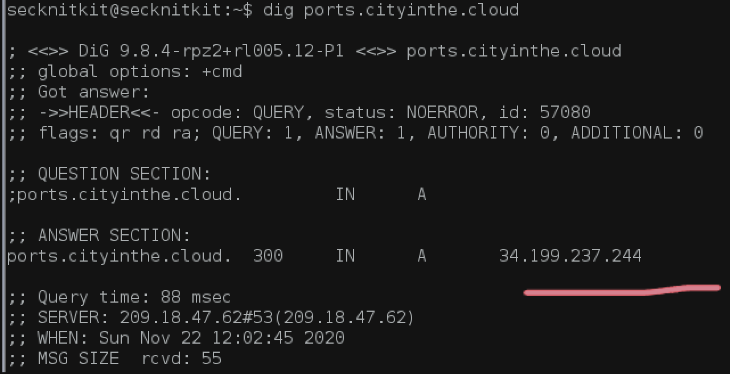 secknitkit@secknitkit:~$ dig ports.cityinthe.cloud
; <<>> DiG 9.8.4-rpz2+rl005.12-P1 <<>> ports.cityinthe.cloud
;; global options: +cmd
;; Got answer:
;; ->>HEADER<<- opcode: QUERY, status: NOERROR, id: 57080
;; flags: qr rd ra; QUERY: 1, ANSWER: 1, AUTHORITY: 0, ADDITIONAL: 0
;; QUESTION SECTION:
;ports.cityinthe.cloud. IN A
;; ANSWER SECTION:
ports.cityinthe.cloud. 300 IN A 34.199.237.244
;; Query time: 88 msec
;; SERVER: 209.18.47.62#53(209.18.47.62)
;; WHEN: Sun Nov 22 12:02:45 2020
;; MSG SIZE rcvd: 55